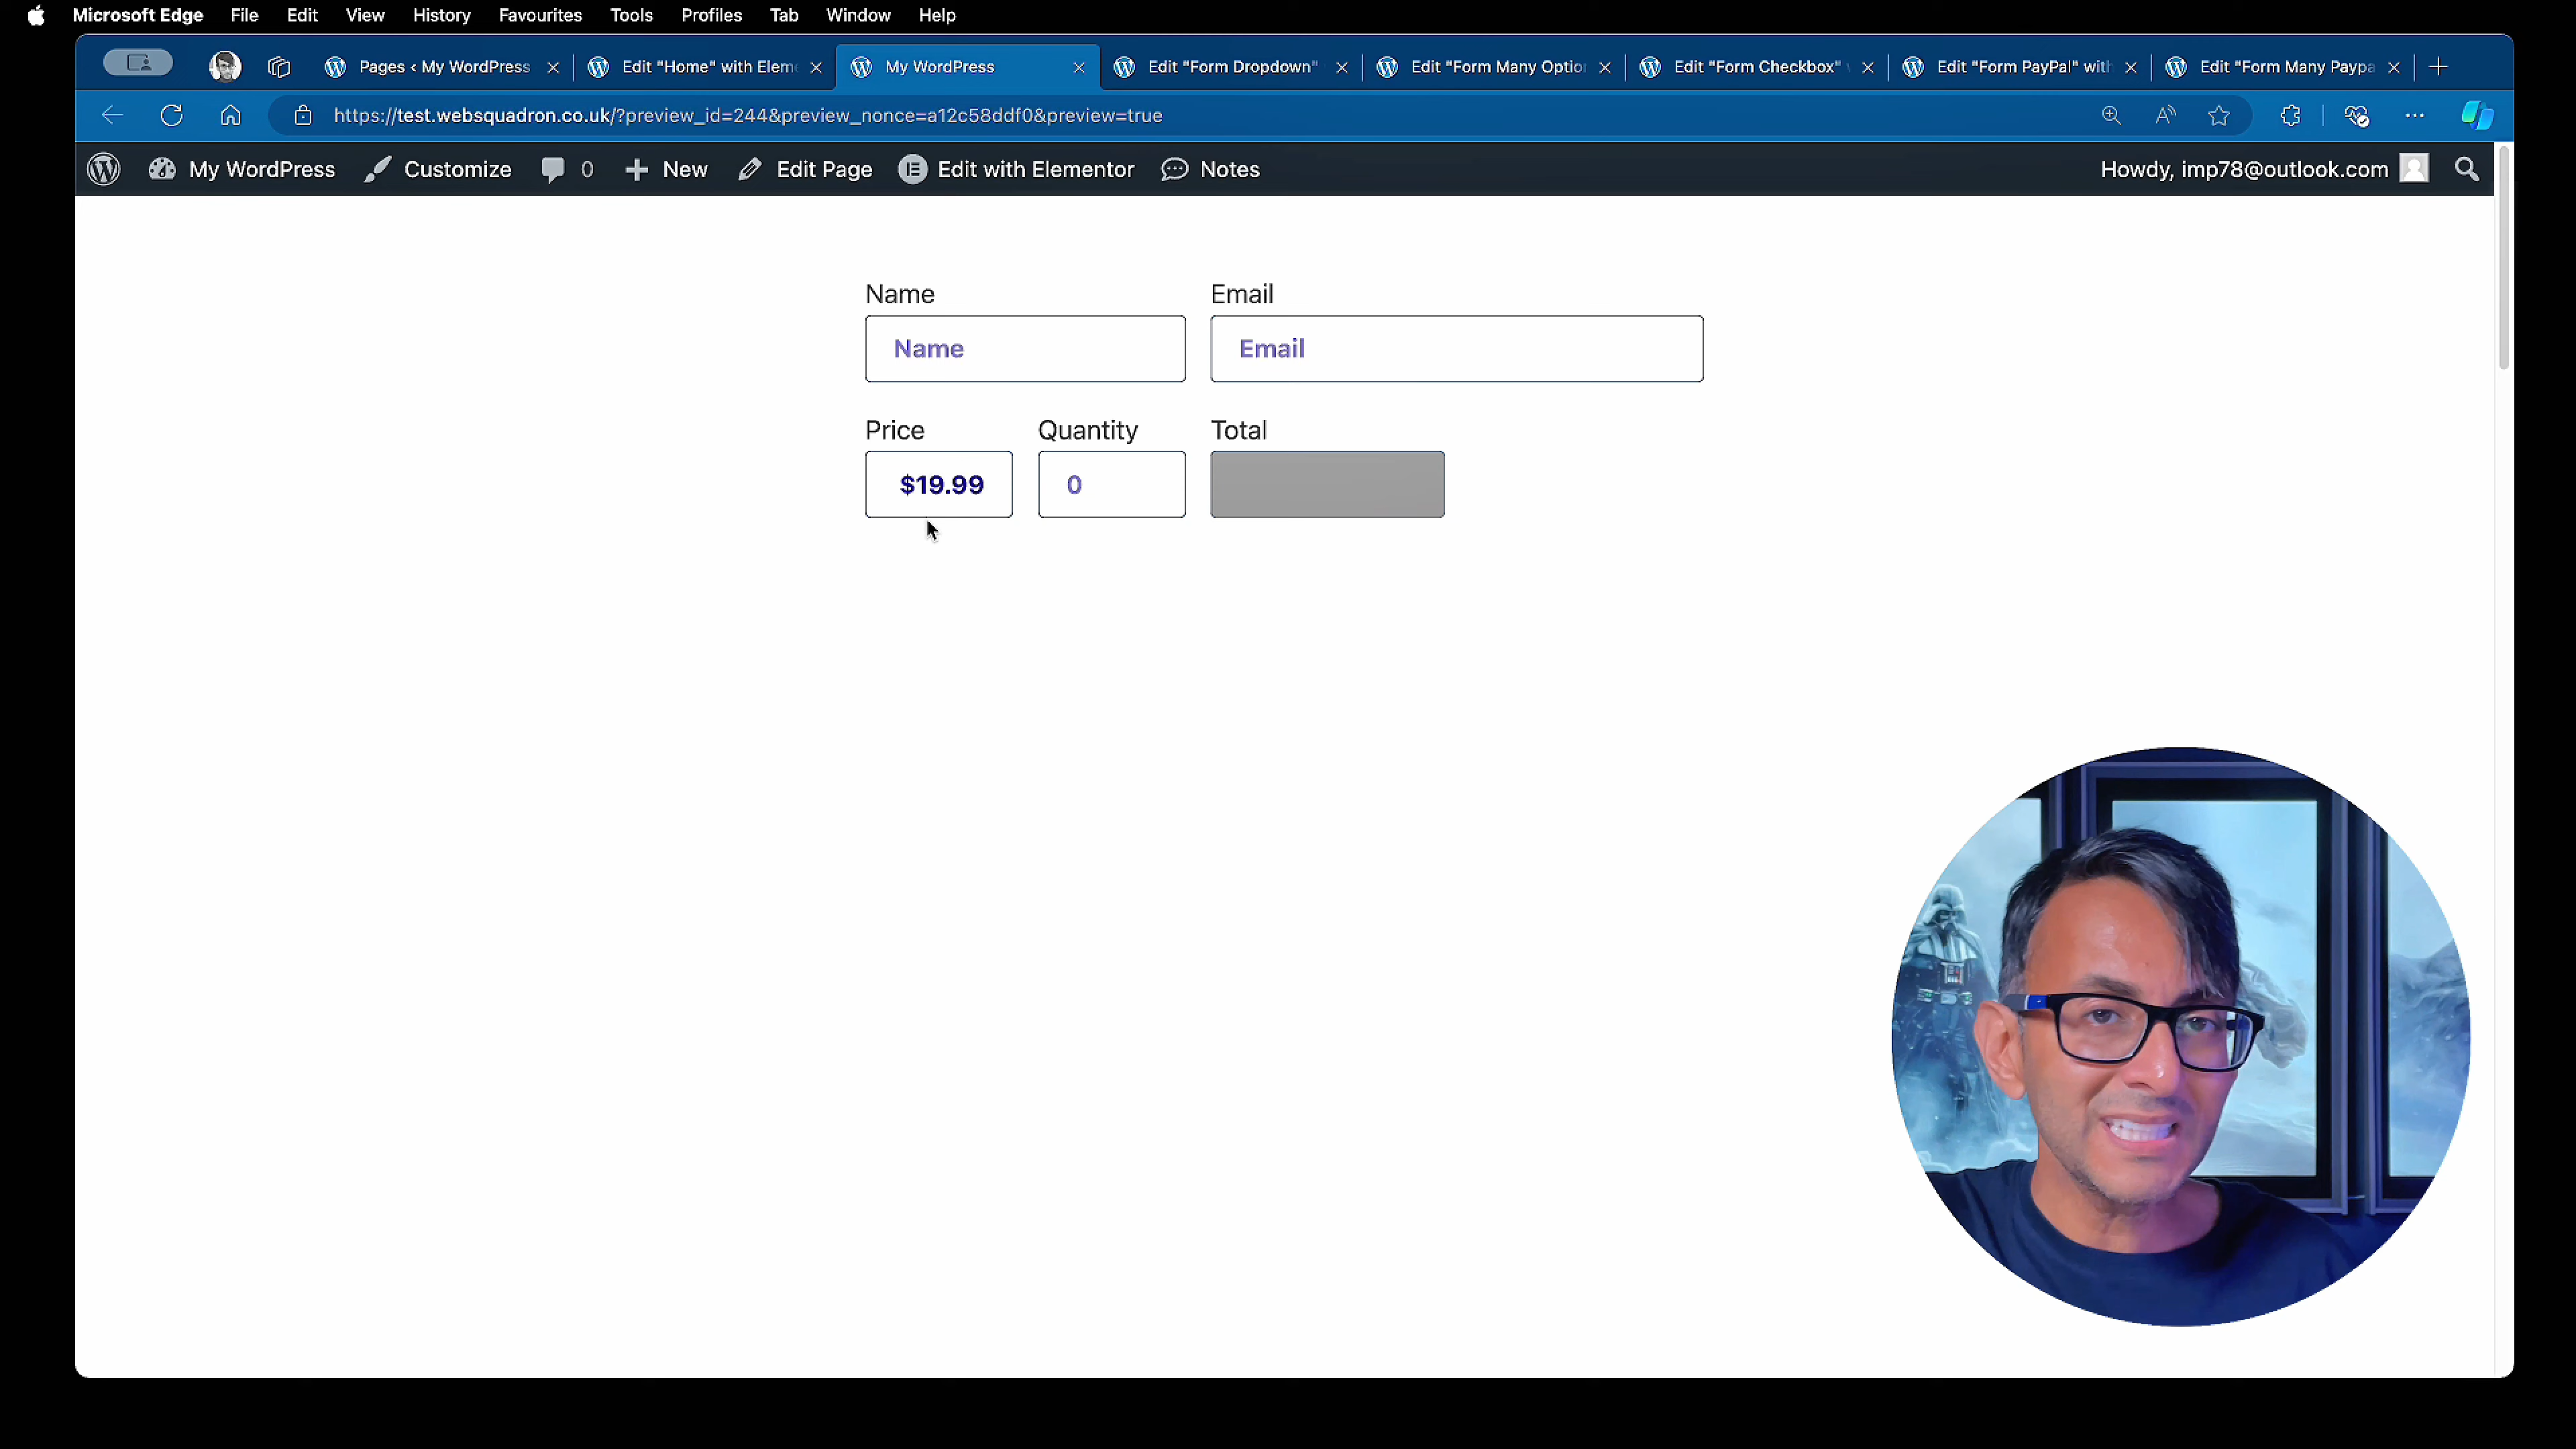 Microsoft Edge File Edit View History Favourites Tools Profiles Tab Window Help
Pages < My WordPress Edit "Home" with Eleme My WordPress Edit "Form Dropdown" Edit "Form Many Option Edit "Form Checkbox" Edit "Form PayPal" with Edit "Form Many Paypa
https://test.websquadron.co.uk/?preview_id=244&preview_nonce=a12c58ddf0&preview=true
My WordPress Customize 0 New Edit Page Edit with Elementor Notes Howdy, imp78@outlook.com
Name Email
Name Email
Price Quantity Total
$19.99 0